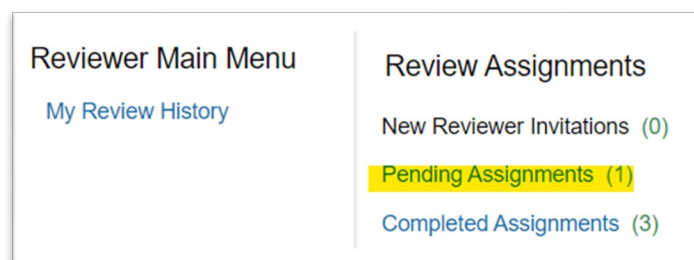 Reviewer Main Menu
My Review History
Review Assignments
New Reviewer Invitations (0)
Pending Assignments (1)
Completed Assignments (3)